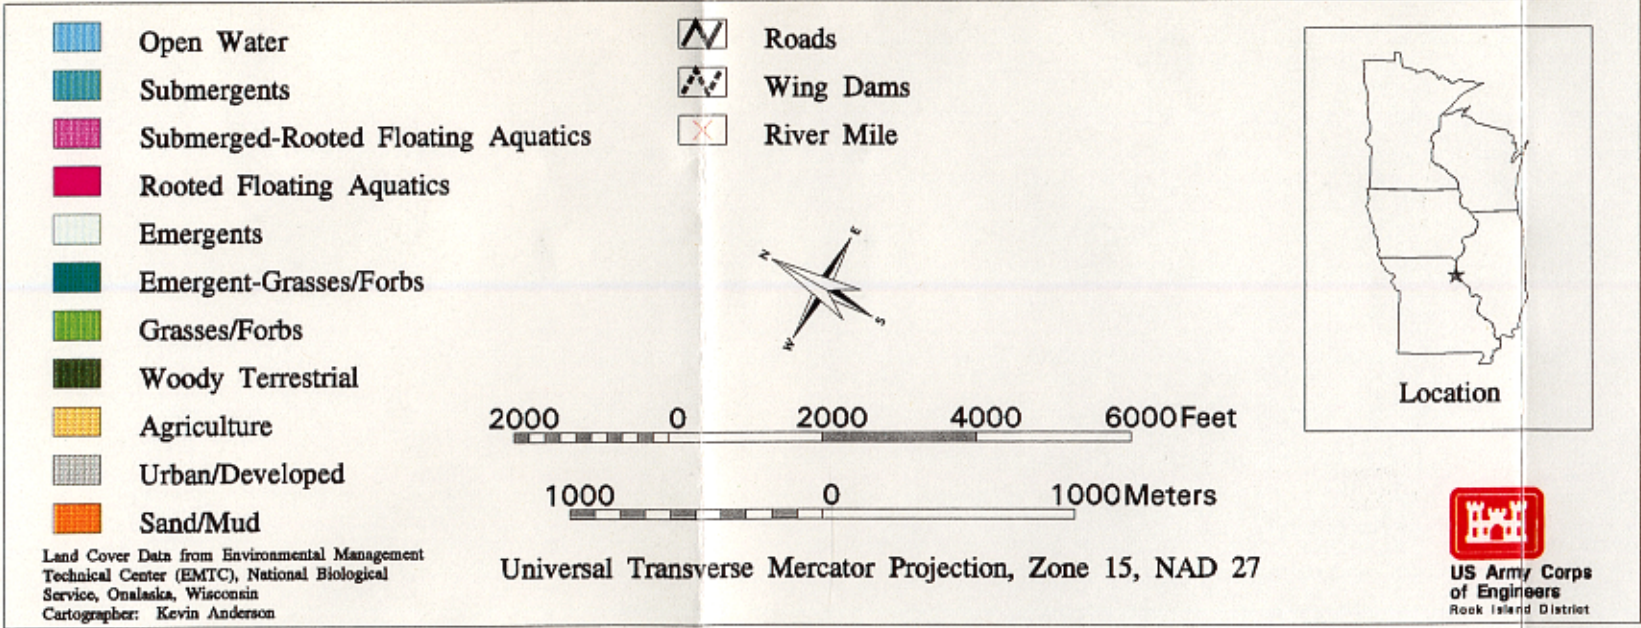 Open Water
Submergents
Submerged-Rooted Floating Aquatics
Rooted Floating Aquatics
Emergents
Emergent-Grasses/Forbs
Grasses/Forbs
Woody Terrestrial
Agriculture
Urban/Developed
Sand/Mud
Land Cover Data from Environmental Management
Technical Center (EMTC), National Biological
Service, Onalaska, Wisconsin
Cartographer: Kevin Anderson
Roads
Wing Dams
River Mile
N
E
W
S
2000 0 2000 4000 6000 Feet
1000 0 1000 Meters
Universal Transverse Mercator Projection, Zone 15, NAD 27
Location
US Army Corps
of Engineers
Rock Island District